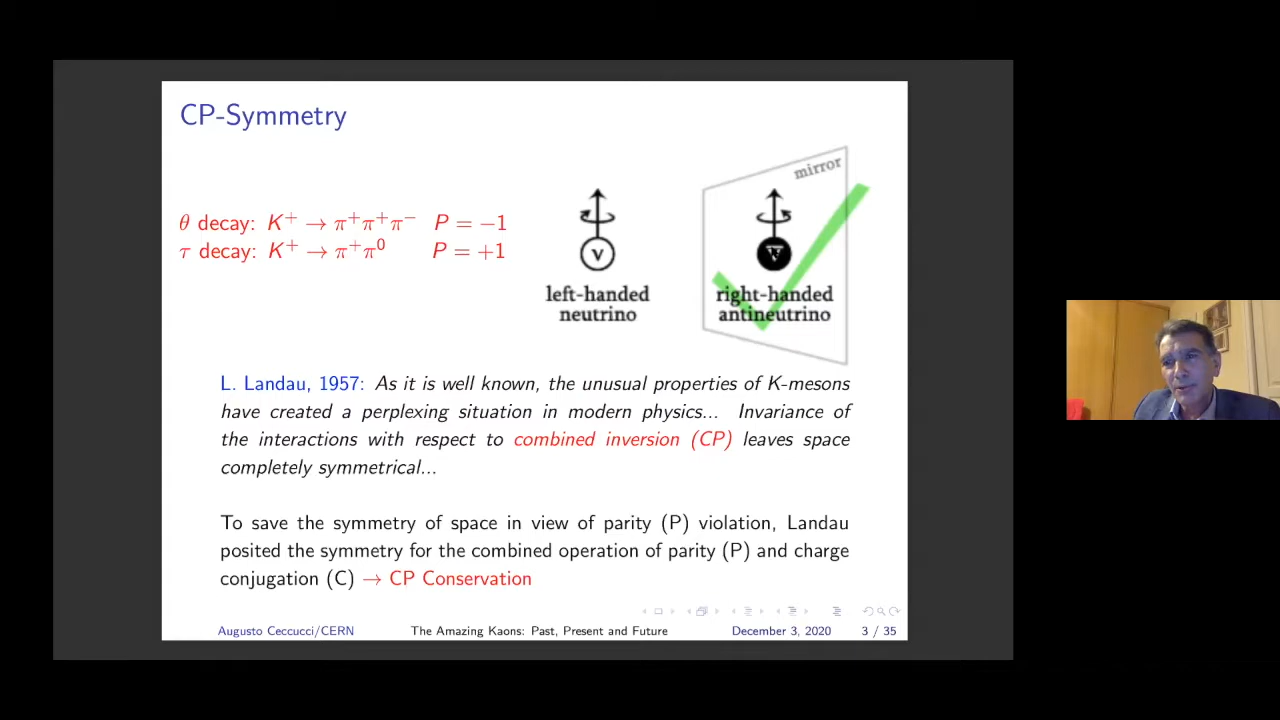 CP-Symmetry
θ decay: K⁺ → π⁺π⁺π⁻ P = −1
τ decay: K⁺ → π⁺π⁰ P = +1
mirror
ν
ν̅
left-handed
neutrino
right-handed
antineutrino
L. Landau, 1957: As it is well known, the unusual properties of K-mesons
have created a perplexing situation in modern physics... Invariance of
the interactions with respect to combined inversion (CP) leaves space
completely symmetrical...
To save the symmetry of space in view of parity (P) violation, Landau
posited the symmetry for the combined operation of parity (P) and charge
conjugation (C) → CP Conservation
Augusto Ceccucci/CERN The Amazing Kaons: Past, Present and Future December 3, 2020 3 / 35